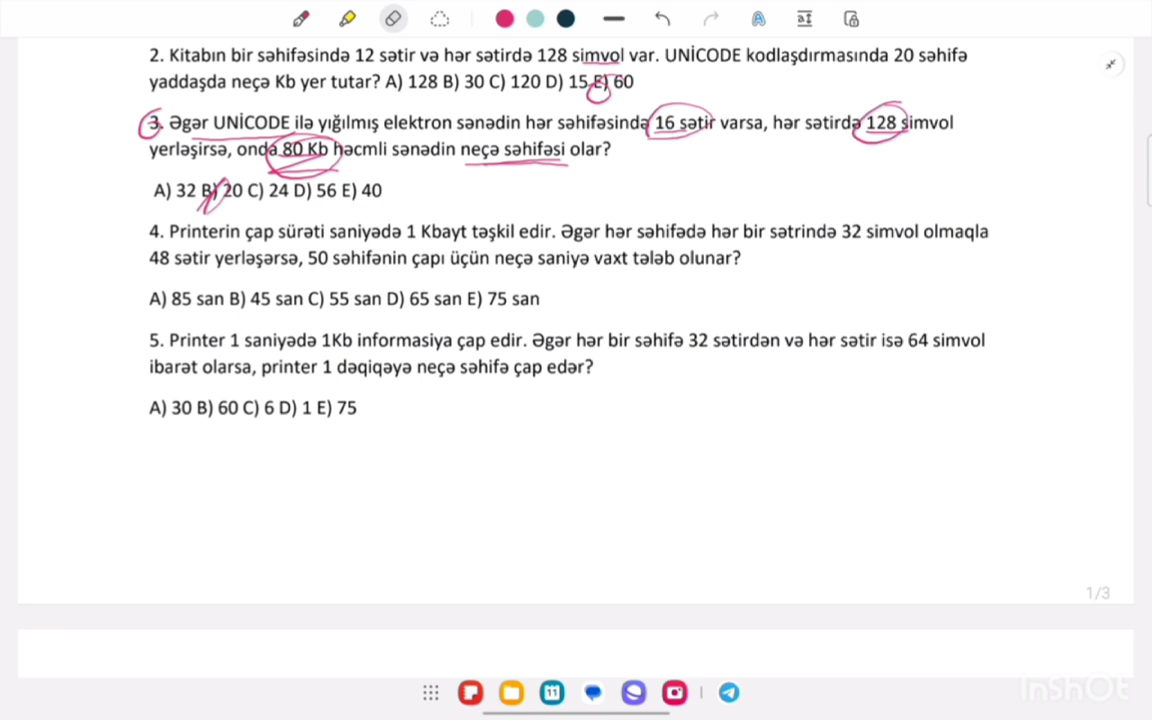 2. Kitabın bir səhifəsində 12 sətir və hər sətirdə 128 simvol var. UNİCODE kodlaşdırmasında 20 səhifə
yaddaşda neçə Kb yer tutar? A) 128 B) 30 C) 120 D) 15 E) 60
3. Əgər UNİCODE ilə yığılmış elektron sənədin hər səhifəsində 16 sətir varsa, hər sətirdə 128 simvol
yerləşirsə, onda 80 Kb həcmli sənədin neçə səhifəsi olar?
A) 32 B) 20 C) 24 D) 56 E) 40
4. Printerin çap sürəti saniyədə 1 Kbayt təşkil edir. Əgər hər səhifədə hər bir sətrində 32 simvol olmaqla
48 sətir yerləşərsə, 50 səhifənin çapı üçün neçə saniyə vaxt tələb olunar?
A) 85 san B) 45 san C) 55 san D) 65 san E) 75 san
5. Printer 1 saniyədə 1Kb informasiya çap edir. Əgər hər bir səhifə 32 sətirdən və hər sətir isə 64 simvol
ibarət olarsa, printer 1 dəqiqəyə neçə səhifə çap edər?
A) 30 B) 60 C) 6 D) 1 E) 75
1/3
11
InShOt